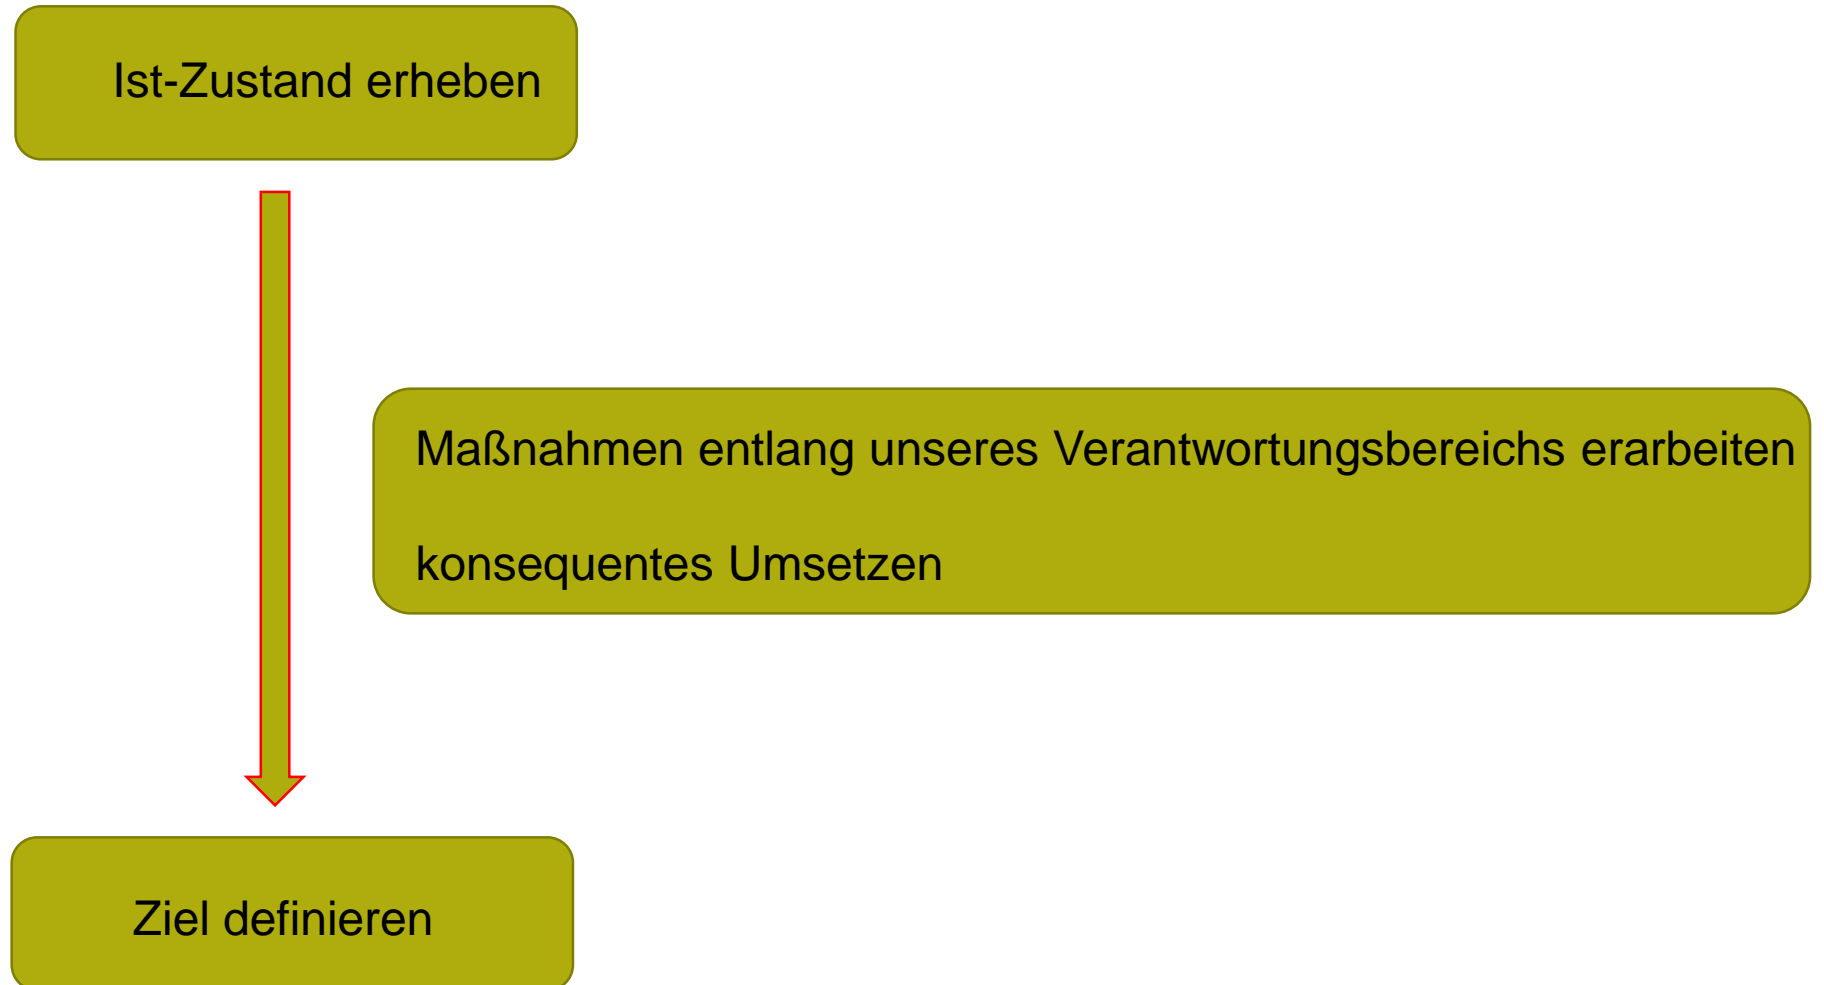 Ist-Zustand erheben
Maßnahmen entlang unseres Verantwortungsbereichs erarbeiten
konsequentes Umsetzen
Ziel definieren